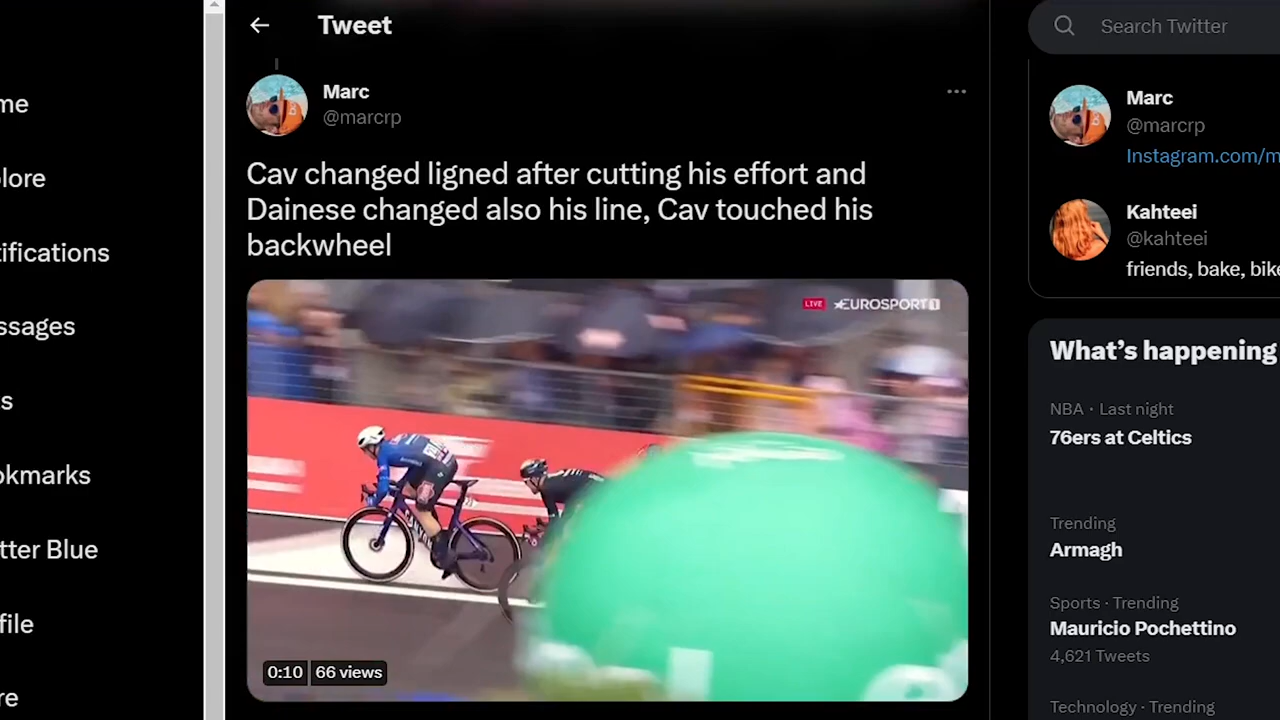 Tweet
Search Twitter
Marc
@marcrp
Cav changed ligned after cutting his effort and
Dainese changed also his line, Cav touched his
backwheel
LIVE EUROSPORT 1
0:10 66 views
me
lore
tifications
ssages
s
okmarks
tter Blue
file
re
Marc
@marcrp
Instagram.com/m
Kahteei
@kahteei
friends, bake, bike
What's happening
NBA · Last night
76ers at Celtics
Trending
Armagh
Sports · Trending
Mauricio Pochettino
4,621 Tweets
Technology · Trending